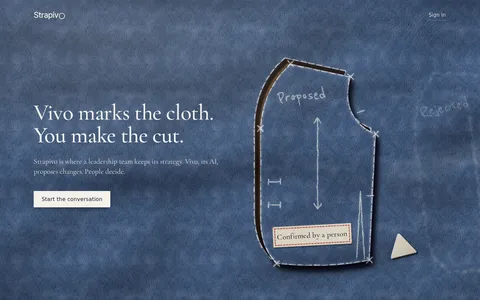 Strapivo
Sign in
Vivo marks the cloth.
You make the cut.
Strapivo is where a leadership team keeps its strategy. Vivo, its AI,
proposes changes. People decide.
Start the conversation
Proposed
Rejected
Confirmed by a person